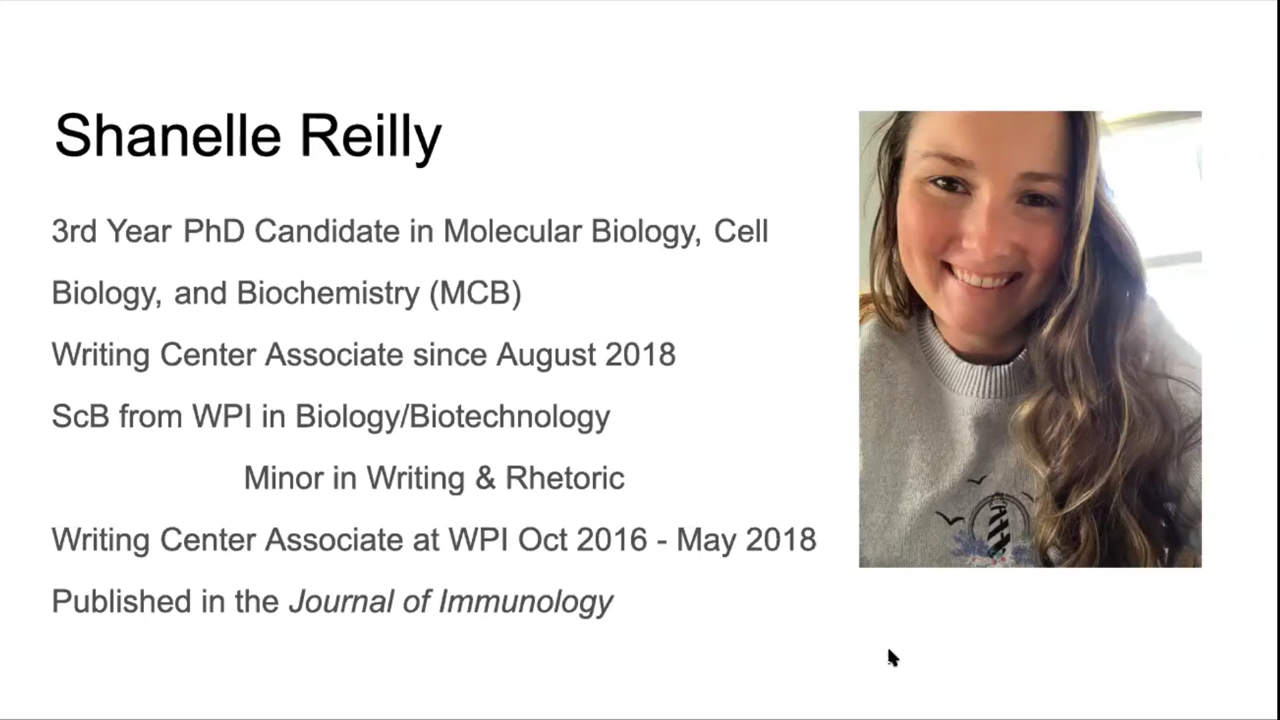 Shanelle Reilly
3rd Year PhD Candidate in Molecular Biology, Cell
Biology, and Biochemistry (MCB)
Writing Center Associate since August 2018
ScB from WPI in Biology/Biotechnology
Minor in Writing & Rhetoric
Writing Center Associate at WPI Oct 2016 - May 2018
Published in the Journal of Immunology